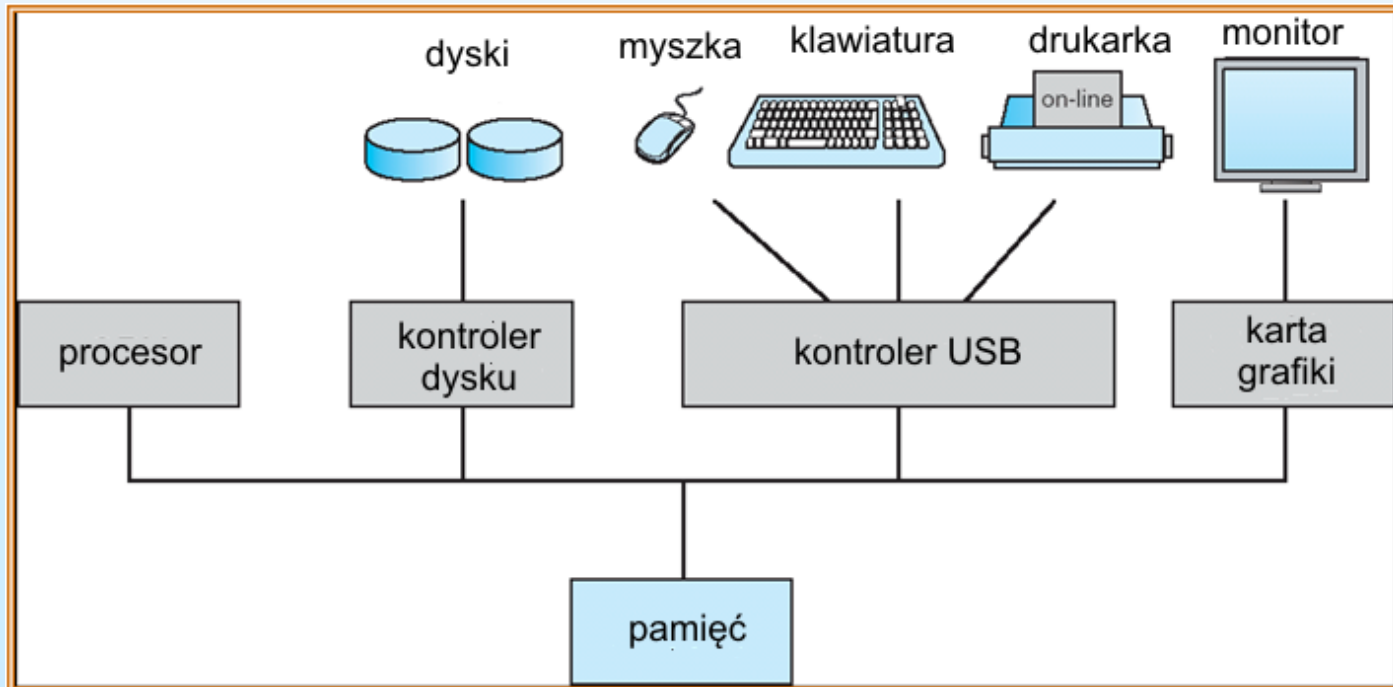 dyski
myszka
klawiatura
drukarka
monitor
on-line
procesor
kontroler
dysku
kontroler USB
karta
grafiki
pamięć